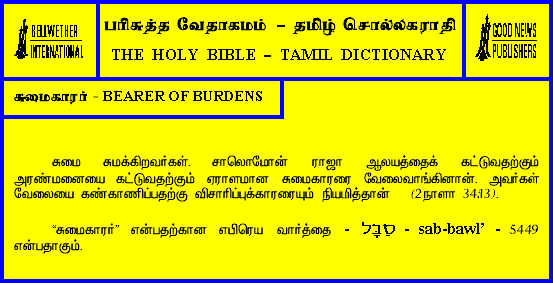 BELLWETHER
INTERNATIONAL
பரிசுத்த வேதாகமம் – தமிழ் சொல்லகராதி
THE HOLY BIBLE – TAMIL DICTIONARY
GOOD NEWS
PUBLISHERS
சுமைகாரர் - BEARER OF BURDENS
சுமை சுமக்கிறவர்கள். சாலொமோன் ராஜா ஆலயத்தைக் கட்டுவதற்கும்
அரண்மனையை கட்டுவதற்கும் ஏராளமான சுமைகாரரை வேலைவாங்கினான். அவர்கள்
வேலையை கண்காணிப்பதற்கு விசாரிப்புக்காரரையும் நியமித்தான் (2நாளா 34:13).
“சுமைகாரர்” என்பதற்கான எபிரெய வார்த்தை - סַבָּל - sab-bawl’ - 5449
என்பதாகும்.